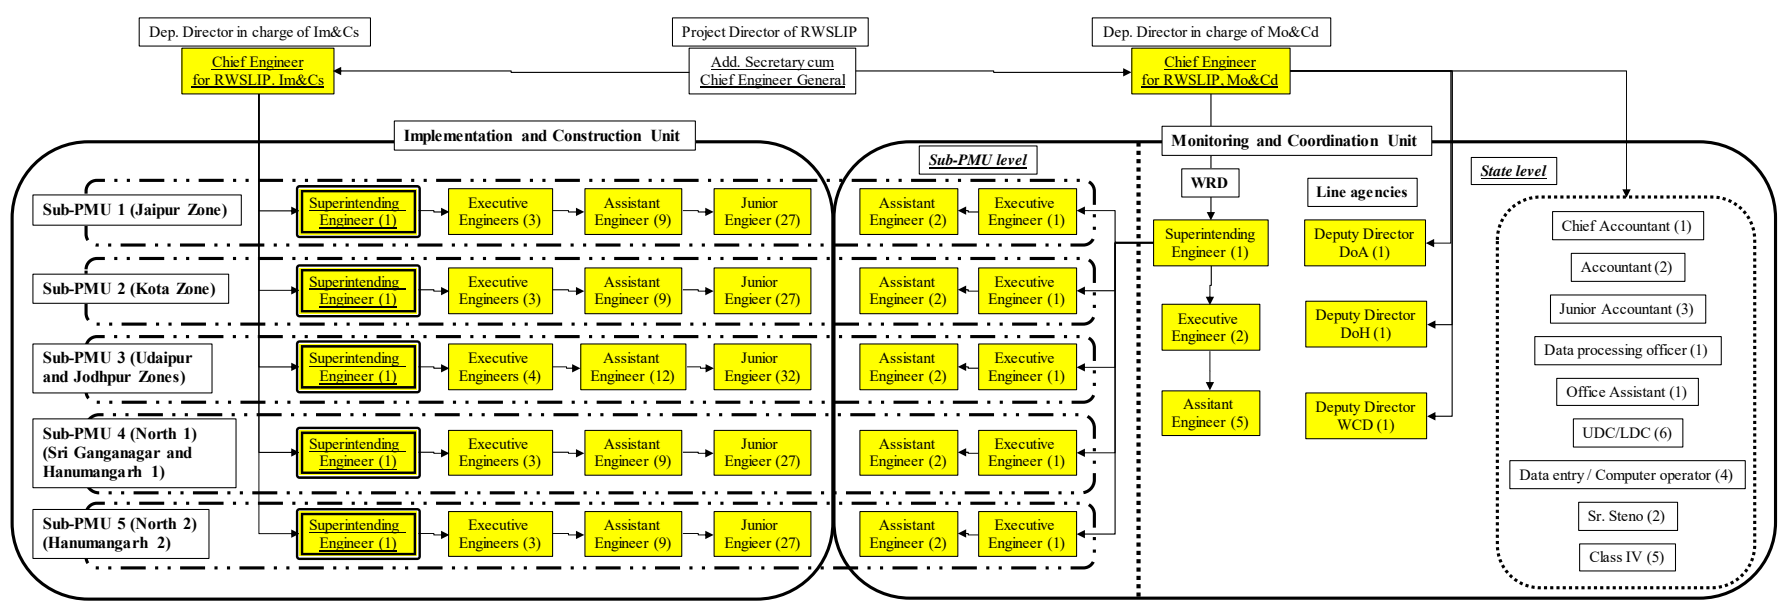 Dep. Director in charge of Im&Cs
Project Director of RWSLIP
Dep. Director in charge of Mo&Cd
Chief Engineer
for RWSLIP. Im&Cs
Add. Secretary cum
Chief Engineer General
Chief Engineer
for RWSLIP, Mo&Cd
Implementation and Construction Unit
Monitoring and Coordination Unit
Sub-PMU level
State level
WRD
Line agencies
Sub-PMU 1 (Jaipur Zone)
Superintending
Engineer (1)
Executive
Engineers (3)
Assistant
Engineer (9)
Junior
Engieer (27)
Assistant
Engineer (2)
Executive
Engineer (1)
Sub-PMU 2 (Kota Zone)
Superintending
Engineer (1)
Executive
Engineers (3)
Assistant
Engineer (9)
Junior
Engieer (27)
Assistant
Engineer (2)
Executive
Engineer (1)
Sub-PMU 3 (Udaipur
and Jodhpur Zones)
Superintending
Engineer (1)
Executive
Engineers (4)
Assistant
Engineer (12)
Junior
Engieer (32)
Assistant
Engineer (2)
Executive
Engineer (1)
Sub-PMU 4 (North 1)
(Sri Ganganagar and
Hanumangarh 1)
Superintending
Engineer (1)
Executive
Engineers (3)
Assistant
Engineer (9)
Junior
Engieer (27)
Assistant
Engineer (2)
Executive
Engineer (1)
Sub-PMU 5 (North 2)
(Hanumangarh 2)
Superintending
Engineer (1)
Executive
Engineers (3)
Assistant
Engineer (9)
Junior
Engieer (27)
Assistant
Engineer (2)
Executive
Engineer (1)
Superintending
Engineer (1)
Executive
Engineer (2)
Assitant
Engineer (5)
Deputy Director
DoA (1)
Deputy Director
DoH (1)
Deputy Director
WCD (1)
Chief Accountant (1)
Accountant (2)
Junior Accountant (3)
Data processing officer (1)
Office Assistant (1)
UDC/LDC (6)
Data entry / Computer operator (4)
Sr. Steno (2)
Class IV (5)